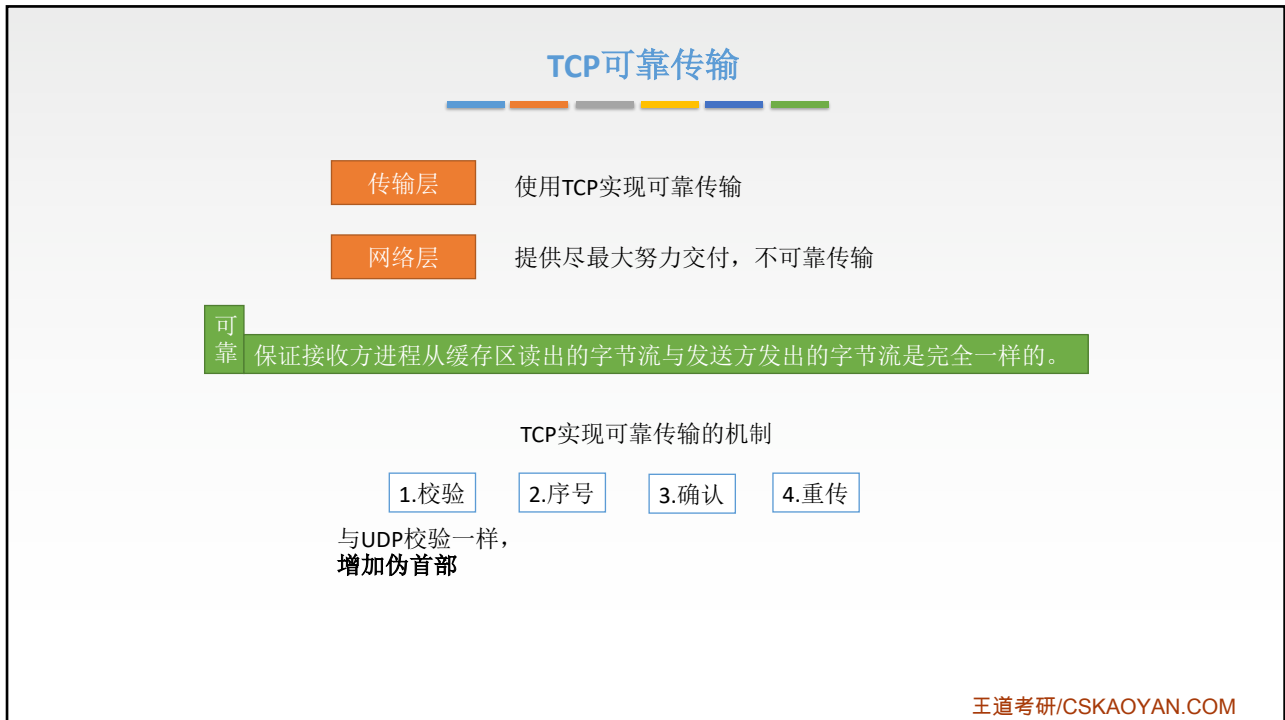 TCP可靠传输
传输层
使用TCP实现可靠传输
网络层
提供尽最大努力交付，不可靠传输
可
靠
保证接收方进程从缓存区读出的字节流与发送方发出的字节流是完全一样的。
TCP实现可靠传输的机制
1.校验
2.序号
3.确认
4.重传
与UDP校验一样，
增加伪首部
王道考研/CSKAOYAN.COM